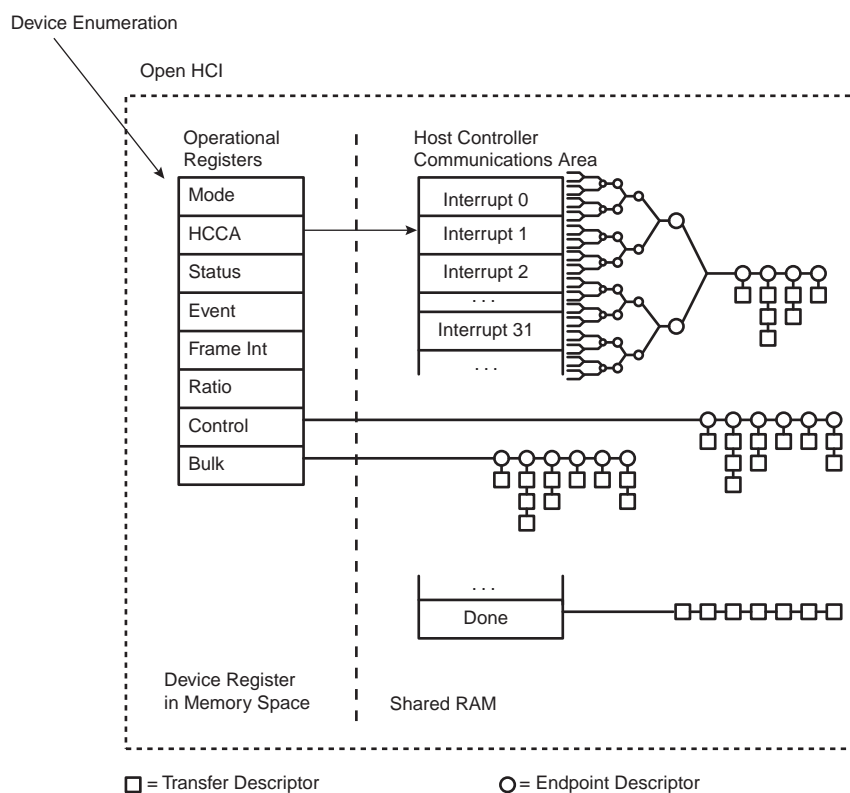 Device Enumeration
Open HCI
Operational
Registers
Mode
HCCA
Status
Event
Frame Int
Ratio
Control
Bulk
Host Controller
Communications Area
Interrupt 0
Interrupt 1
Interrupt 2
. . .
Interrupt 31
. . .
. . .
Done
Device Register
in Memory Space
Shared RAM
= Transfer Descriptor
= Endpoint Descriptor